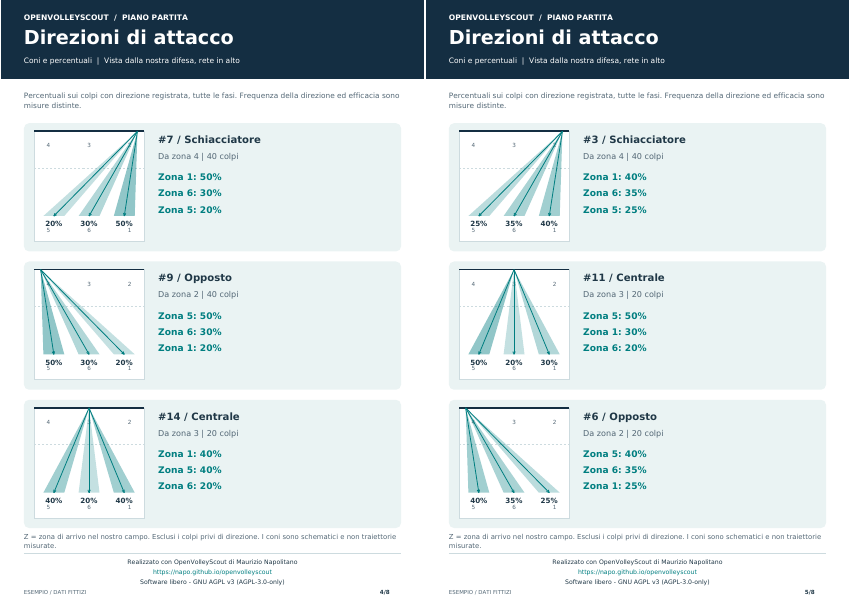 OPENVOLLEYSCOUT / PIANO PARTITA
Direzioni di attacco
Coni e percentuali | Vista dalla nostra difesa, rete in alto
Percentuali sui colpi con direzione registrata, tutte le fasi. Frequenza della direzione ed efficacia sono
misure distinte.
4 3
20% 30% 50%
5 6 1
#7 / Schiacciatore
Da zona 4 | 40 colpi
Zona 1: 50%
Zona 6: 30%
Zona 5: 20%
4 3 2
50% 30% 20%
5 6 1
#9 / Opposto
Da zona 2 | 40 colpi
Zona 5: 50%
Zona 6: 30%
Zona 1: 20%
4 2
40% 20% 40%
5 6 1
#14 / Centrale
Da zona 3 | 20 colpi
Zona 1: 40%
Zona 5: 40%
Zona 6: 20%
Z = zona di arrivo nel nostro campo. Esclusi i colpi privi di direzione. I coni sono schematici e non traiettorie
misurate.
Realizzato con OpenVolleyScout di Maurizio Napolitano
https://napo.github.io/openvolleyscout
Software libero - GNU AGPL v3 (AGPL-3.0-only)
ESEMPIO / DATI FITTIZI 4/8
OPENVOLLEYSCOUT / PIANO PARTITA
Direzioni di attacco
Coni e percentuali | Vista dalla nostra difesa, rete in alto
Percentuali sui colpi con direzione registrata, tutte le fasi. Frequenza della direzione ed efficacia sono
misure distinte.
4 3
25% 35% 40%
5 6 1
#3 / Schiacciatore
Da zona 4 | 40 colpi
Zona 1: 40%
Zona 6: 35%
Zona 5: 25%
4 2
50% 20% 30%
5 6 1
#11 / Centrale
Da zona 3 | 20 colpi
Zona 5: 50%
Zona 1: 30%
Zona 6: 20%
4 3 2
40% 35% 25%
5 6 1
#6 / Opposto
Da zona 2 | 20 colpi
Zona 5: 40%
Zona 6: 35%
Zona 1: 25%
Z = zona di arrivo nel nostro campo. Esclusi i colpi privi di direzione. I coni sono schematici e non traiettorie
misurate.
Realizzato con OpenVolleyScout di Maurizio Napolitano
https://napo.github.io/openvolleyscout
Software libero - GNU AGPL v3 (AGPL-3.0-only)
ESEMPIO / DATI FITTIZI 5/8